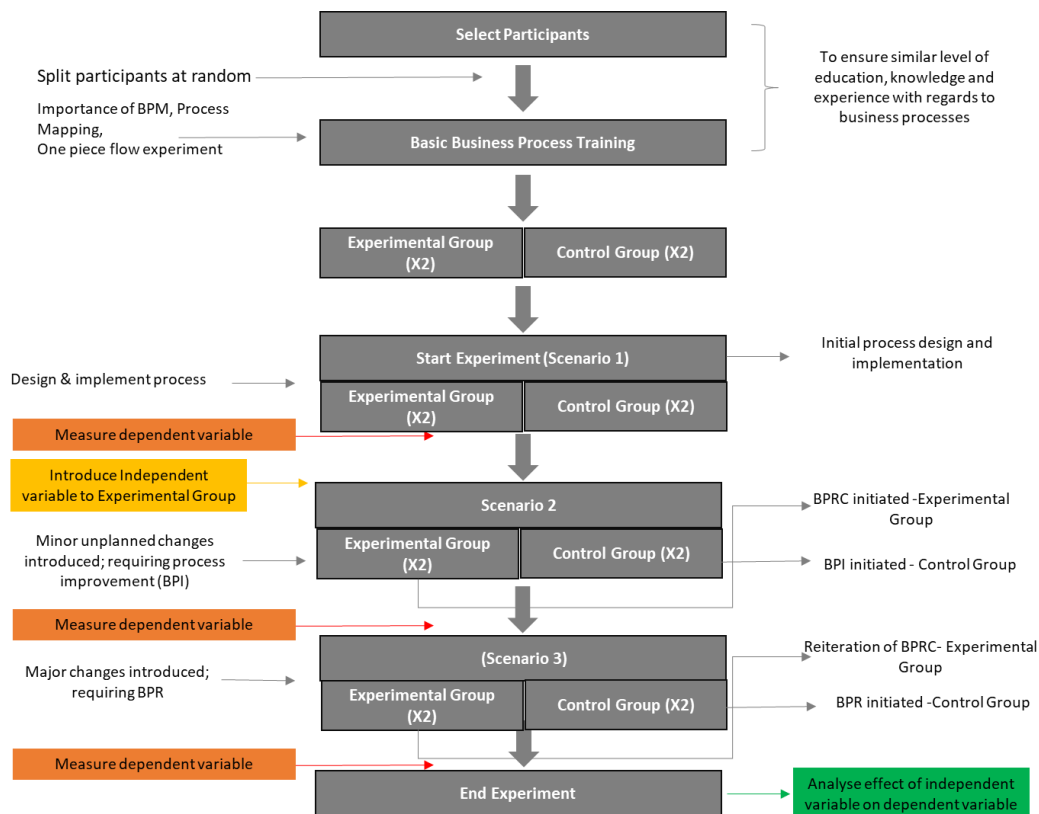 Select Participants
Split participants at random
To ensure similar level of
education, knowledge and
experience with regards to
business processes
Importance of BPM, Process
Mapping,
One piece flow experiment
Basic Business Process Training
Experimental Group
(X2)
Control Group (X2)
Start Experiment (Scenario 1)
Initial process design and
implementation
Design & implement process
Experimental Group
(X2)
Control Group (X2)
Measure dependent variable
Introduce Independent
variable to Experimental Group
Scenario 2
BPRC initiated -Experimental
Group
Minor unplanned changes
introduced; requiring process
improvement (BPI)
Experimental Group
(X2)
Control Group (X2)
BPI initiated - Control Group
Measure dependent variable
(Scenario 3)
Reiteration of BPRC- Experimental
Group
Major changes introduced;
requiring BPR
Experimental Group
(X2)
Control Group (X2)
BPR initiated -Control Group
Measure dependent variable
End Experiment
Analyse effect of independent
variable on dependent variable